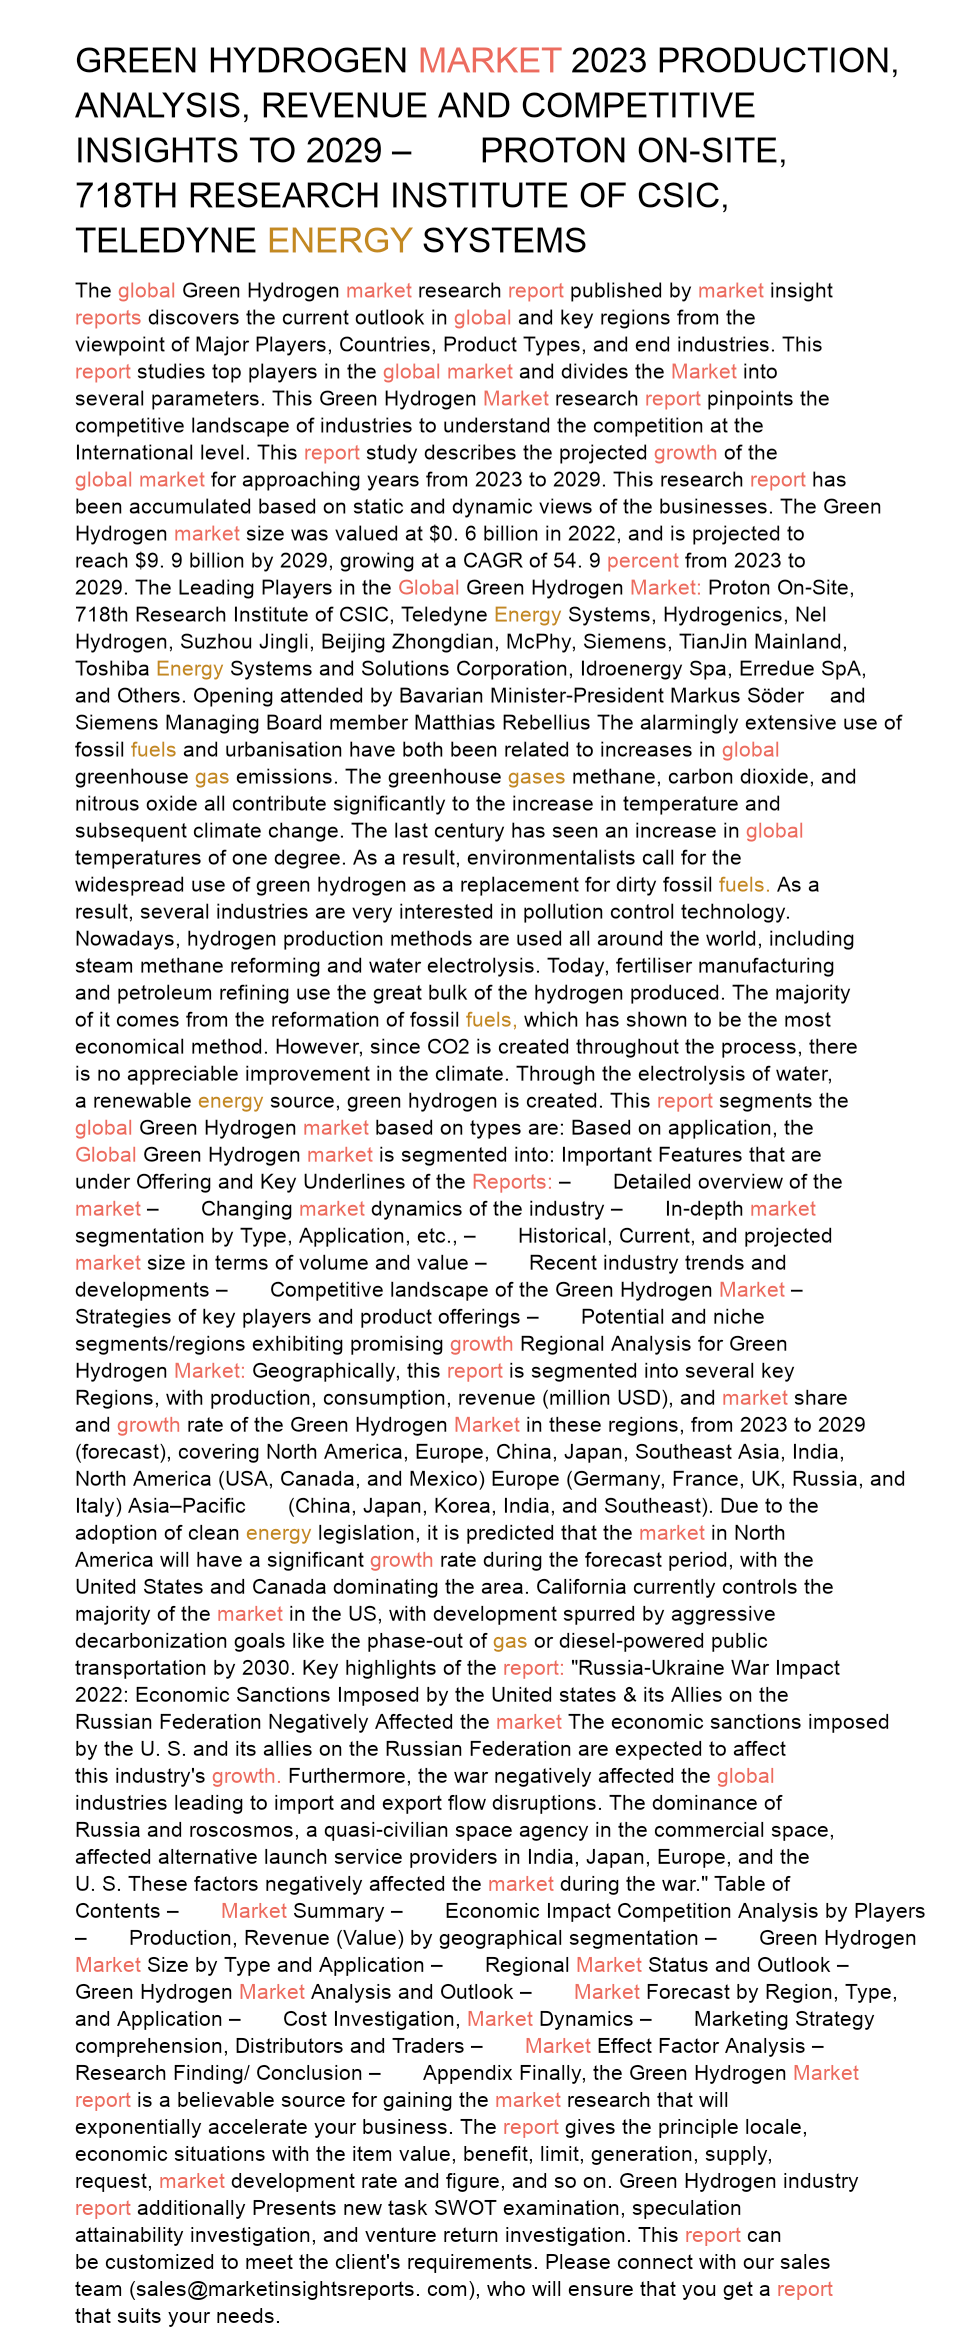 GREEN HYDROGEN MARKET 2023 PRODUCTION,
ANALYSIS, REVENUE AND COMPETITIVE
INSIGHTS TO 2029 – PROTON ON-SITE,
718TH RESEARCH INSTITUTE OF CSIC,
TELEDYNE ENERGY SYSTEMS
The global Green Hydrogen market research report published by market insight
reports discovers the current outlook in global and key regions from the
viewpoint of Major Players, Countries, Product Types, and end industries. This
report studies top players in the global market and divides the Market into
several parameters. This Green Hydrogen Market research report pinpoints the
competitive landscape of industries to understand the competition at the
International level. This report study describes the projected growth of the
global market for approaching years from 2023 to 2029. This research report has
been accumulated based on static and dynamic views of the businesses. The Green
Hydrogen market size was valued at $0. 6 billion in 2022, and is projected to
reach $9. 9 billion by 2029, growing at a CAGR of 54. 9 percent from 2023 to
2029. The Leading Players in the Global Green Hydrogen Market: Proton On-Site,
718th Research Institute of CSIC, Teledyne Energy Systems, Hydrogenics, Nel
Hydrogen, Suzhou Jingli, Beijing Zhongdian, McPhy, Siemens, TianJin Mainland,
Toshiba Energy Systems and Solutions Corporation, Idroenergy Spa, Erredue SpA,
and Others. Opening attended by Bavarian Minister-President Markus Söder and
Siemens Managing Board member Matthias Rebellius The alarmingly extensive use of
fossil fuels and urbanisation have both been related to increases in global
greenhouse gas emissions. The greenhouse gases methane, carbon dioxide, and
nitrous oxide all contribute significantly to the increase in temperature and
subsequent climate change. The last century has seen an increase in global
temperatures of one degree. As a result, environmentalists call for the
widespread use of green hydrogen as a replacement for dirty fossil fuels. As a
result, several industries are very interested in pollution control technology.
Nowadays, hydrogen production methods are used all around the world, including
steam methane reforming and water electrolysis. Today, fertiliser manufacturing
and petroleum refining use the great bulk of the hydrogen produced. The majority
of it comes from the reformation of fossil fuels, which has shown to be the most
economical method. However, since CO2 is created throughout the process, there
is no appreciable improvement in the climate. Through the electrolysis of water,
a renewable energy source, green hydrogen is created. This report segments the
global Green Hydrogen market based on types are: Based on application, the
Global Green Hydrogen market is segmented into: Important Features that are
under Offering and Key Underlines of the Reports: – Detailed overview of the
market – Changing market dynamics of the industry – In-depth market
segmentation by Type, Application, etc., – Historical, Current, and projected
market size in terms of volume and value – Recent industry trends and
developments – Competitive landscape of the Green Hydrogen Market –
Strategies of key players and product offerings – Potential and niche
segments/regions exhibiting promising growth Regional Analysis for Green
Hydrogen Market: Geographically, this report is segmented into several key
Regions, with production, consumption, revenue (million USD), and market share
and growth rate of the Green Hydrogen Market in these regions, from 2023 to 2029
(forecast), covering North America, Europe, China, Japan, Southeast Asia, India,
North America (USA, Canada, and Mexico) Europe (Germany, France, UK, Russia, and
Italy) Asia–Pacific (China, Japan, Korea, India, and Southeast). Due to the
adoption of clean energy legislation, it is predicted that the market in North
America will have a significant growth rate during the forecast period, with the
United States and Canada dominating the area. California currently controls the
majority of the market in the US, with development spurred by aggressive
decarbonization goals like the phase-out of gas or diesel-powered public
transportation by 2030. Key highlights of the report: "Russia-Ukraine War Impact
2022: Economic Sanctions Imposed by the United states & its Allies on the
Russian Federation Negatively Affected the market The economic sanctions imposed
by the U. S. and its allies on the Russian Federation are expected to affect
this industry's growth. Furthermore, the war negatively affected the global
industries leading to import and export flow disruptions. The dominance of
Russia and roscosmos, a quasi-civilian space agency in the commercial space,
affected alternative launch service providers in India, Japan, Europe, and the
U. S. These factors negatively affected the market during the war." Table of
Contents – Market Summary – Economic Impact Competition Analysis by Players
– Production, Revenue (Value) by geographical segmentation – Green Hydrogen
Market Size by Type and Application – Regional Market Status and Outlook –
Green Hydrogen Market Analysis and Outlook – Market Forecast by Region, Type,
and Application – Cost Investigation, Market Dynamics – Marketing Strategy
comprehension, Distributors and Traders – Market Effect Factor Analysis –
Research Finding/ Conclusion – Appendix Finally, the Green Hydrogen Market
report is a believable source for gaining the market research that will
exponentially accelerate your business. The report gives the principle locale,
economic situations with the item value, benefit, limit, generation, supply,
request, market development rate and figure, and so on. Green Hydrogen industry
report additionally Presents new task SWOT examination, speculation
attainability investigation, and venture return investigation. This report can
be customized to meet the client's requirements. Please connect with our sales
team (sales@marketinsightsreports. com), who will ensure that you get a report
that suits your needs.